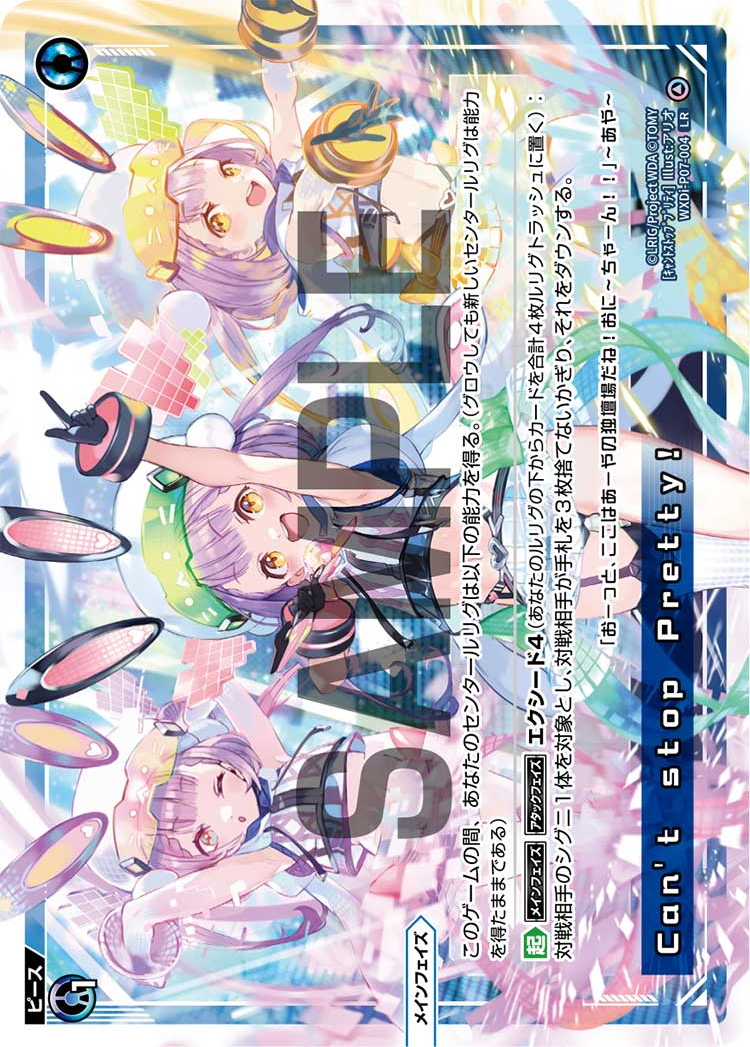 ピース
1
メインフェイズ
SAMPLE
このゲームの間、あなたのセンタールリグは以下の能力を得る。(グロウしても新しいセンタールリグは能力
を得たままである)
起 メインフェイズ アタックフェイズ エクシード4(あなたのルリグの下からカードを合計4枚ルリグトラッシュに置く):
対戦相手のシグニ1体を対象とし、対戦相手が手札を3枚捨てないかぎり、それをダウンする。
「おーっと、ここはあーやの独壇場だね!おに~ちゃーん!!」~あや~
Can't stop Pretty!
©LRIG/Project WDA ©TOMY
[キャントストップ プリティ] Illust:アリオ
WXDi-P07-004 LR